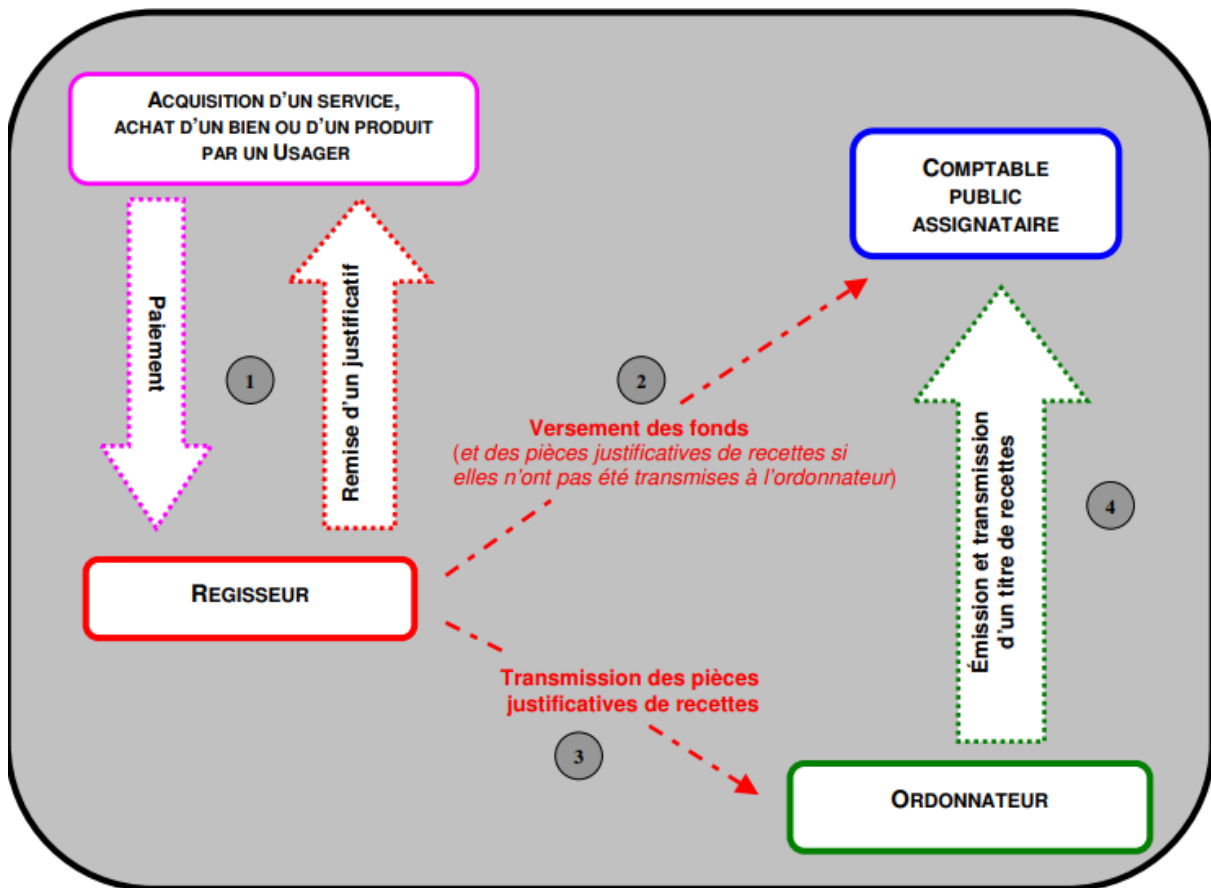 ACQUISITION D'UN SERVICE,
ACHAT D'UN BIEN OU D'UN PRODUIT
PAR UN USAGER
COMPTABLE
PUBLIC
ASSIGNATAIRE
Paiement
1
Remise d'un justificatif
2
Versement des fonds
(et des pièces justificatives de recettes si
elles n'ont pas été transmises à l'ordonnateur)
Émission et transmission
d'un titre de recettes
4
REGISSEUR
Transmission des pièces
justificatives de recettes
3
ORDONNATEUR